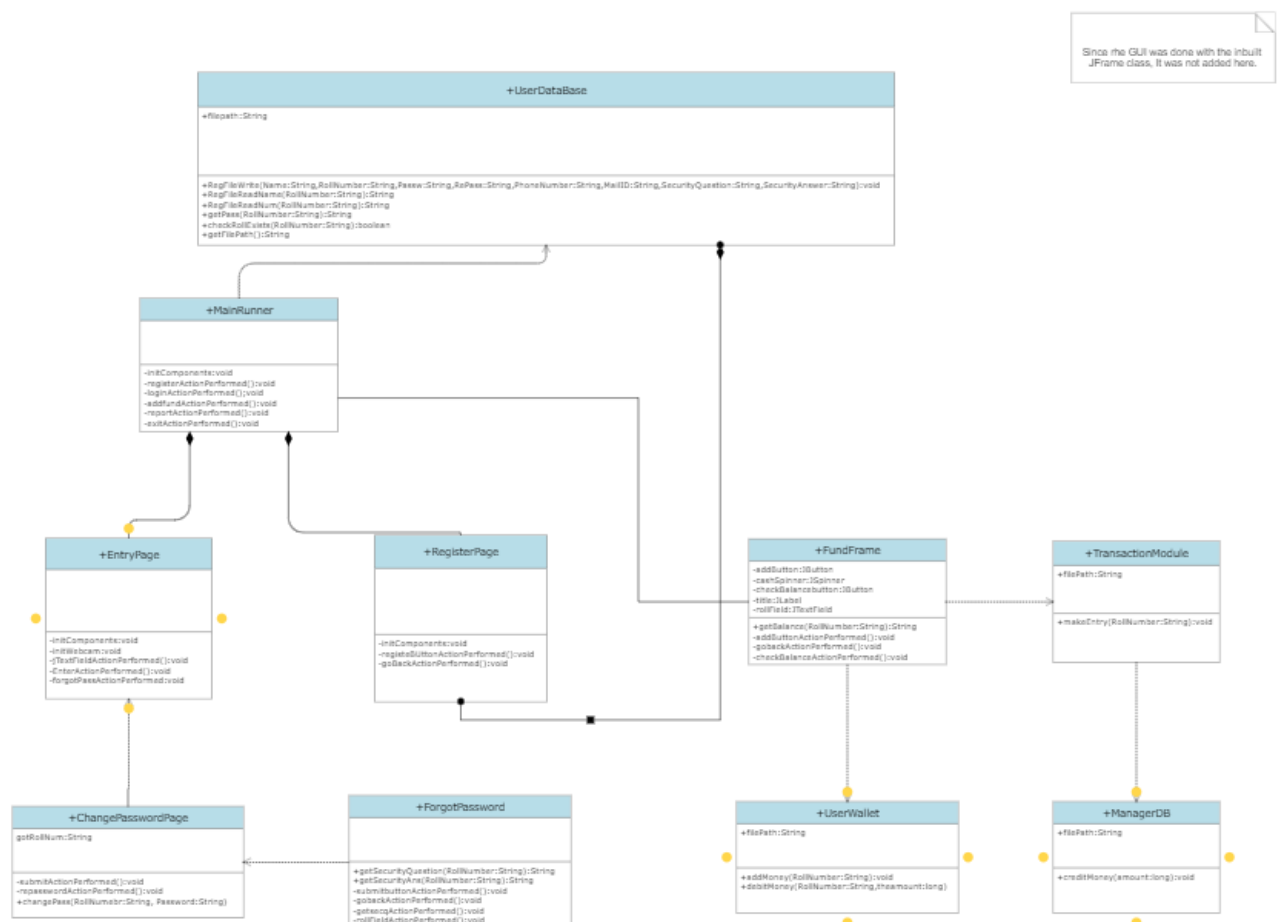 Since rhe GUI was done with the inbuilt
JFrame class, It was not added here.
+UserDataBase
+filepath:String
+RegFileWrite(Name:String,RollNumber:String,Passw:String,RePass:String,PhoneNumber:String,MailID:String,SecurityQuestion:String,SecurityAnswer:String):void
+RegFileReadName(RollNumber:String):String
+RegFileReadNum(RollNumber:String):String
+getPass(RollNumber:String):String
+checkRollExists(RollNumber:String):boolean
+getFilePath():String
+MainRunner
-initComponents:void
-registerActionPerformed():void
-loginActionPerformed();void
-addfundActionPerformed():void
-reportActionPerformed():void
-exitActionPerformed():void
+EntryPage
-initComponents:void
-initWebcam:void
-jTextFieldActionPerformed():void
-EnterActionPerformed():void
-forgotPassActionPerformed:void
+RegisterPage
-initComponents:void
-registeBUttonActionPerformed():void
-goBackActionPerformed():void
+FundFrame
-addButton:JButton
-cashSpinner:JSpinner
-checkBalancebutton:JButton
-title:JLabel
-rollField:JTextField
+getBalance(RollNumber:String):String
-addButtonActionPerformed():void
-gobackActionPerformed():void
-checkBalanceActionPerformed():void
+TransactionModule
+filePath:String
+makeEntry(RollNumber:String):void
+ChangePasswordPage
gotRollNum:String
-submitActionPerformed():void
-repasswordActionPerformed():void
+changePass(RollNumebr:String, Password:String)
+ForgotPassword
+getSecurityQuestion(RollNumber:String):String
+getSecurityAns(RollNumber:String):String
-submitbuttonActionPerformed():void
-gobackActionPerformed():void
-getsecqActionPerformed():void
-rollFieldActionPerformed():void
+UserWallet
+filePath:String
+addMoney(RollNumber:String):void
+debitMoney(RollNumber:String,theamount:long)
+ManagerDB
+filePath:String
+creditMoney(amount:long):void